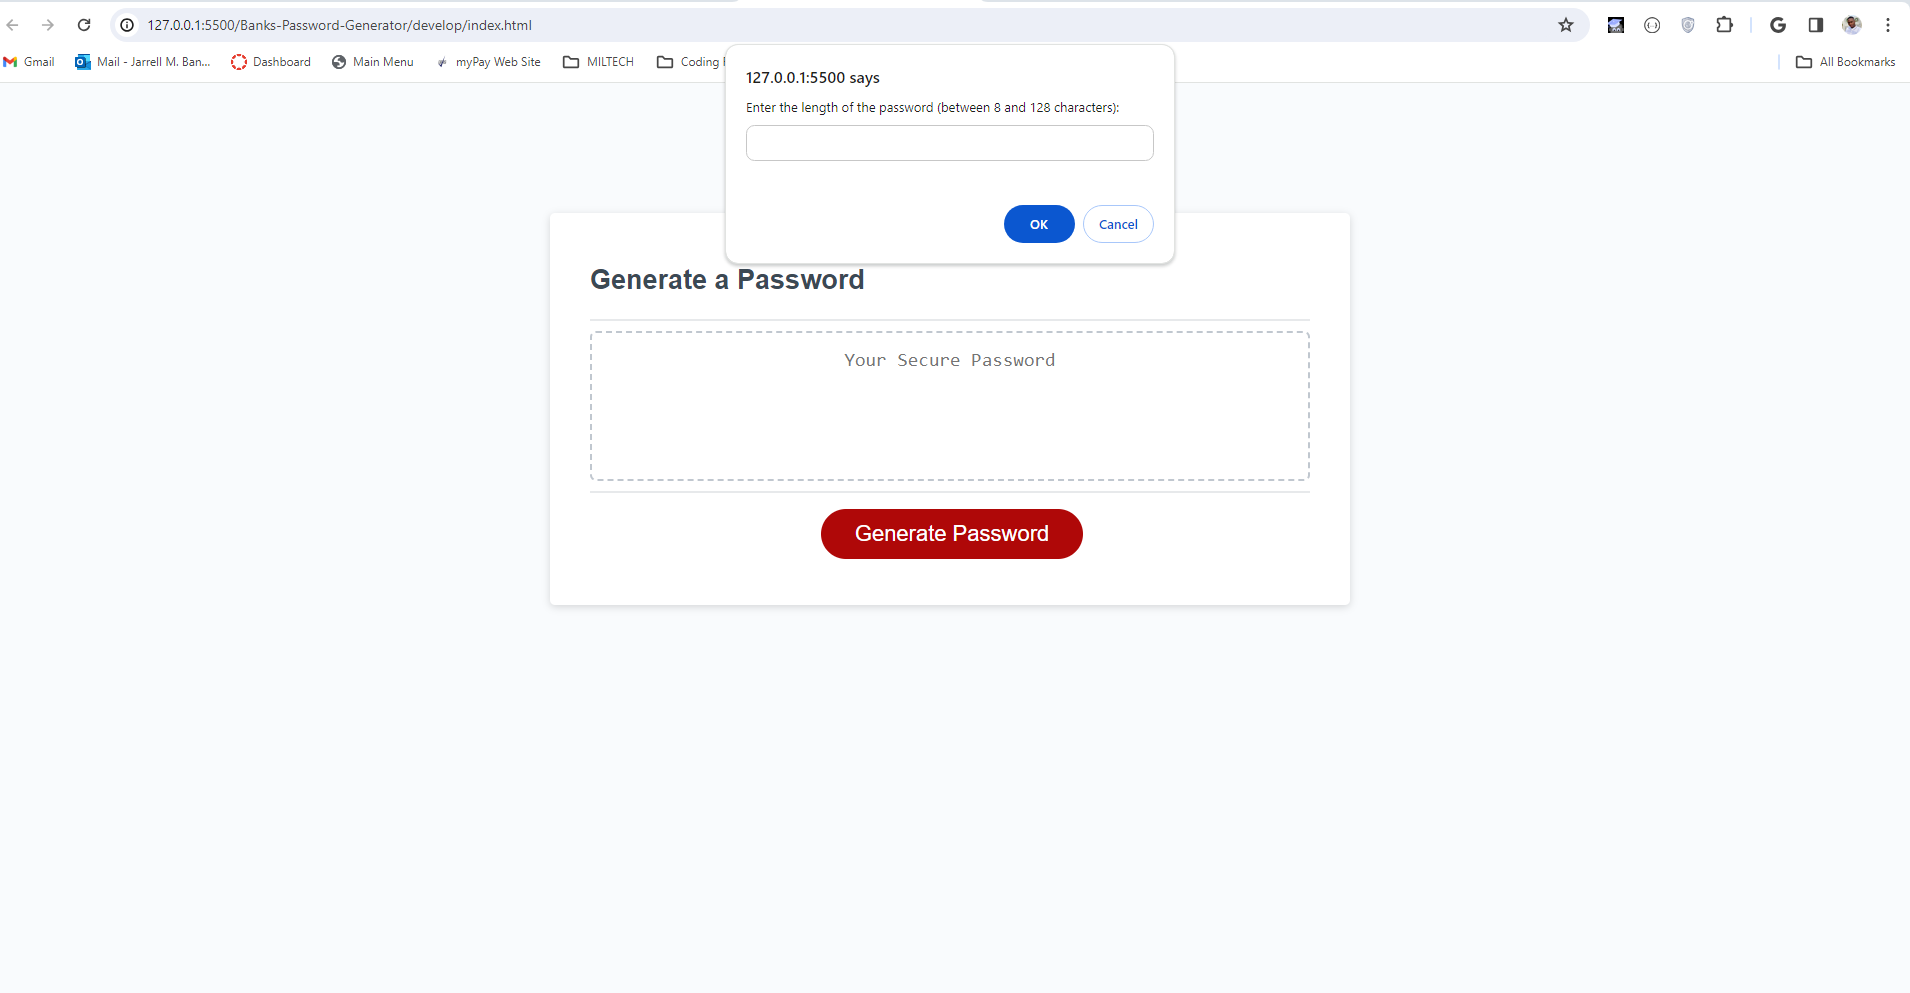 127.0.0.1:5500/Banks-Password-Generator/develop/index.html
Gmail
Mail - Jarrell M. Ban...
Dashboard
Main Menu
myPay Web Site
MILTECH
Coding
All Bookmarks
127.0.0.1:5500 says
Enter the length of the password (between 8 and 128 characters):
OK
Cancel
Generate a Password
Your Secure Password
Generate Password